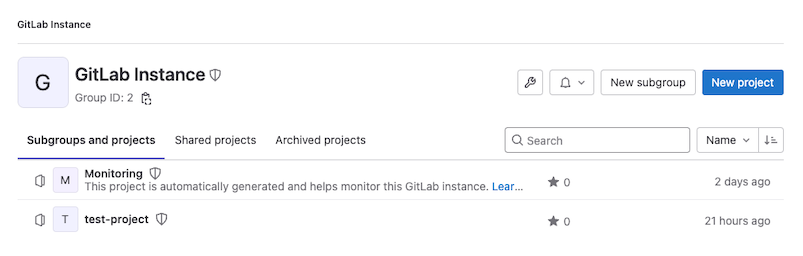 GitLab Instance
G
GitLab Instance
Group ID: 2
New subgroup
New project
Subgroups and projects
Shared projects
Archived projects
Search
Name
M
Monitoring
This project is automatically generated and helps monitor this GitLab instance. Lear...
0
2 days ago
T
test-project
0
21 hours ago